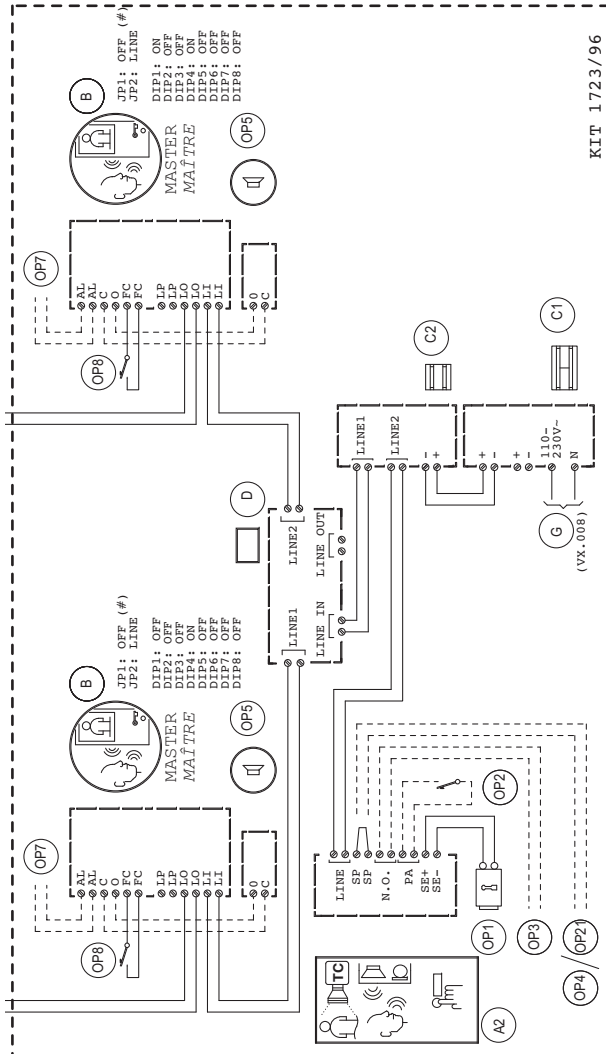 OP7
OP8
AL
AL
C
O
FC
FC
LP
LP
LO
LO
LI
LI
0
C
B
MASTER
MAÎTRE
JP1: OFF (#)
JP2: LINE
DIP1: OFF
DIP2: OFF
DIP3: OFF
DIP4: ON
DIP5: OFF
DIP6: OFF
DIP7: OFF
DIP8: OFF
OP5
OP7
OP8
AL
AL
C
O
FC
FC
LP
LP
LO
LO
LI
LI
0
C
B
MASTER
MAÎTRE
JP1: OFF (#)
JP2: LINE
DIP1: ON
DIP2: OFF
DIP3: OFF
DIP4: ON
DIP5: OFF
DIP6: OFF
DIP7: OFF
DIP8: OFF
OP5
D
LINE1
LINE2
LINE IN
LINE OUT
A2
TC
LINE
SP
SP
N.O.
PA
SE+
SE-
OP1
OP2
OP3
OP4 / OP21
C2
LINE1
LINE2
-
+
C1
+
-
+
-
110-
230V~
N
G
(VX.008)
KIT 1723/96